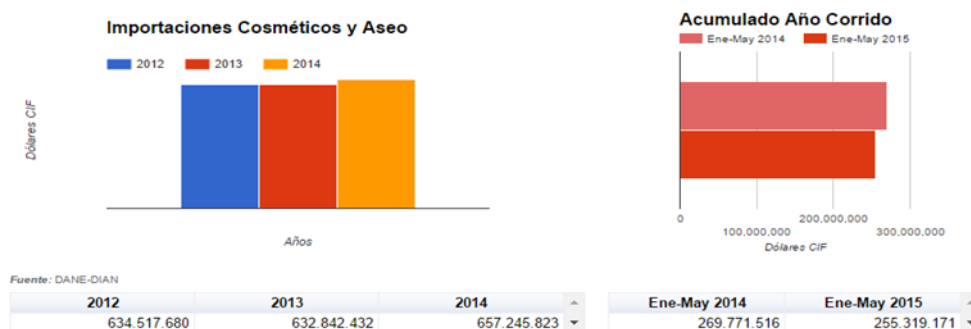 Importaciones Cosméticos y Aseo
2012 2013 2014
Dólares CIF
Años
Acumulado Año Corrido
Ene-May 2014 Ene-May 2015
0 200,000,000
100,000,000 300,000,000
Dólares CIF
Fuente: DANE-DIAN
2012 2013 2014
634.517.680 632.842.432 657.245.823
Ene-May 2014 Ene-May 2015
269.771.516 255.319.171